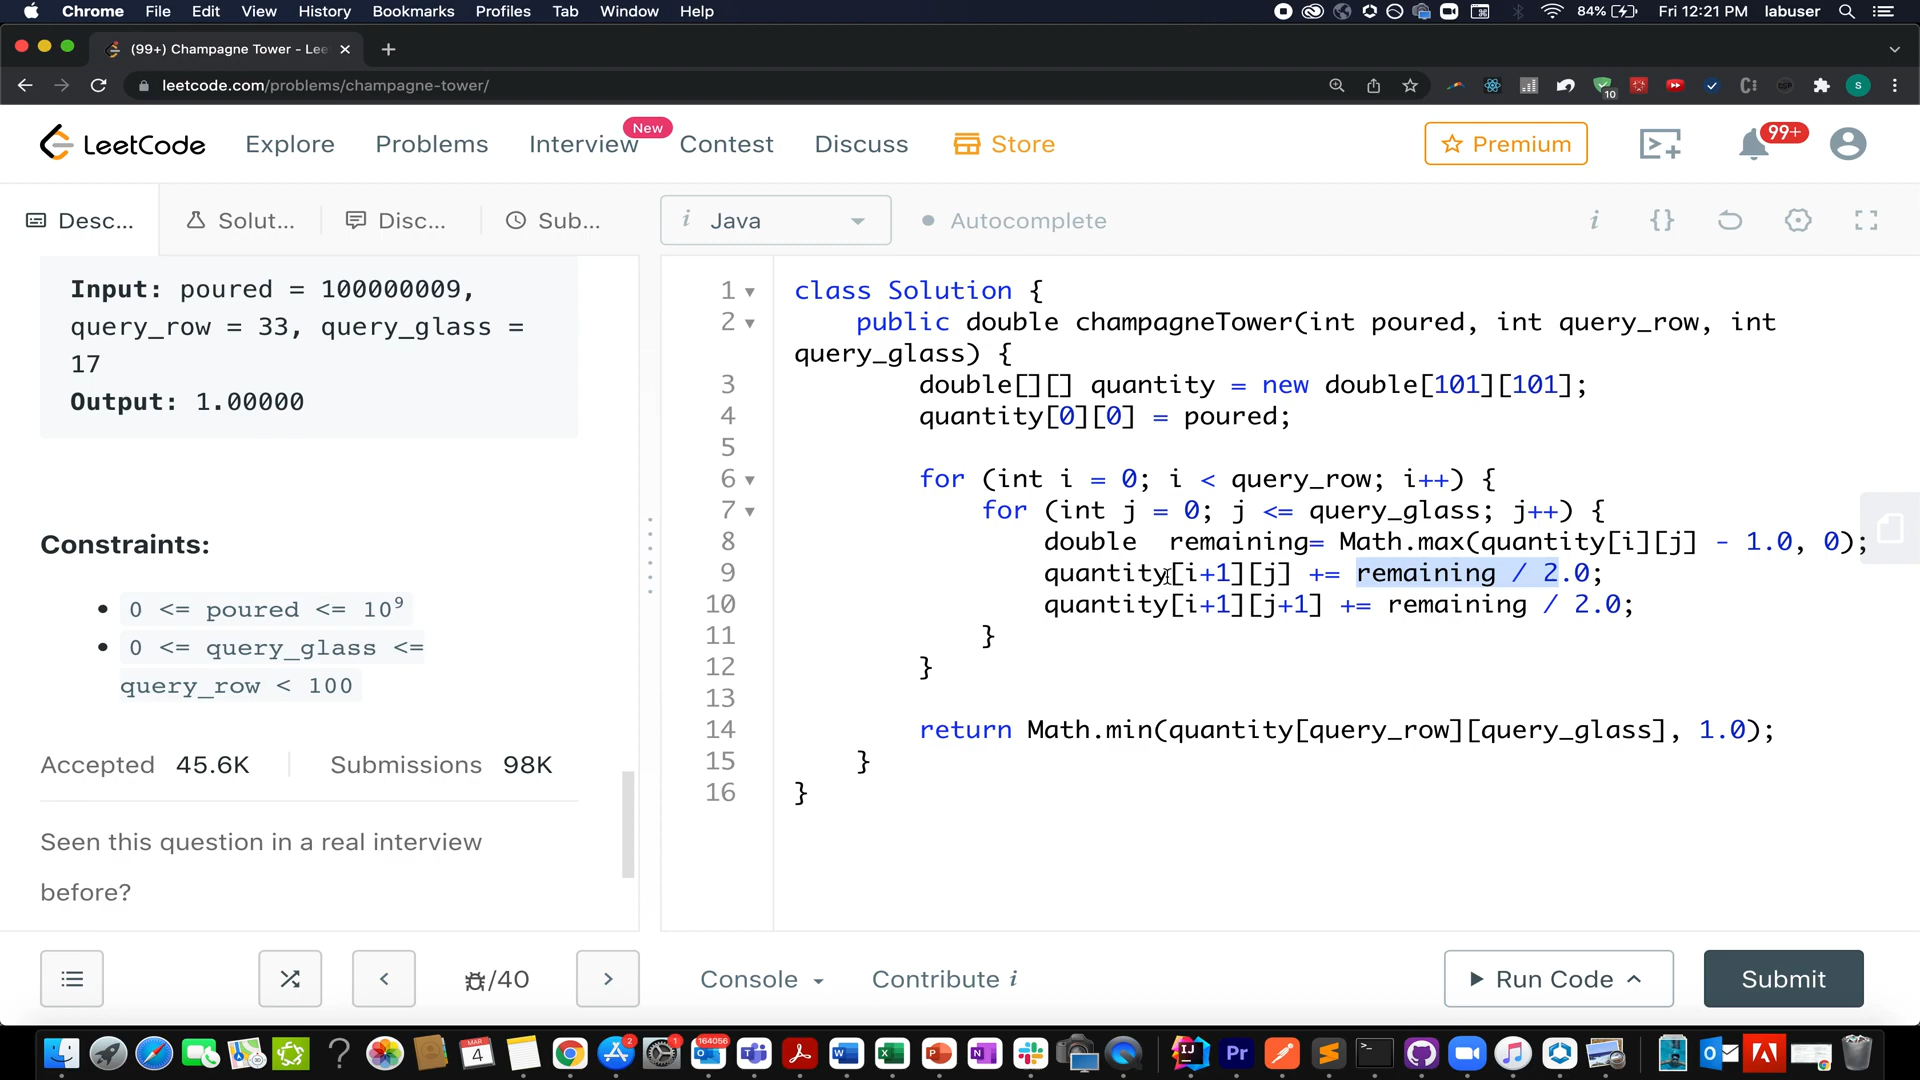 Chrome File Edit View History Bookmarks Profiles Tab Window Help 84% Fri 12:21 PM labuser
(99+) Champagne Tower - Lee
leetcode.com/problems/champagne-tower/
10
S
LeetCode Explore Problems Interview New Contest Discuss Store Premium 99+
Desc... Solut... Disc... Sub... i Java Autocomplete i {}
Input: poured = 100000009,
query_row = 33, query_glass =
17
Output: 1.00000
Constraints:
0 <= poured <= 10⁹
0 <= query_glass <=
query_row < 100
Accepted 45.6K Submissions 98K
Seen this question in a real interview
before?
1 class Solution {
2 public double champagneTower(int poured, int query_row, int
query_glass) {
3 double[][] quantity = new double[101][101];
4 quantity[0][0] = poured;
5
6 for (int i = 0; i < query_row; i++) {
7 for (int j = 0; j <= query_glass; j++) {
8 double  remaining= Math.max(quantity[i][j] - 1.0, 0);
9 quantity[i+1][j] += remaining / 2.0;
10 quantity[i+1][j+1] += remaining / 2.0;
11 }
12 }
13
14 return Math.min(quantity[query_row][query_glass], 1.0);
15 }
16 }
/40 Console Contribute i Run Code Submit
MAR 4 2 1 164056 Pr